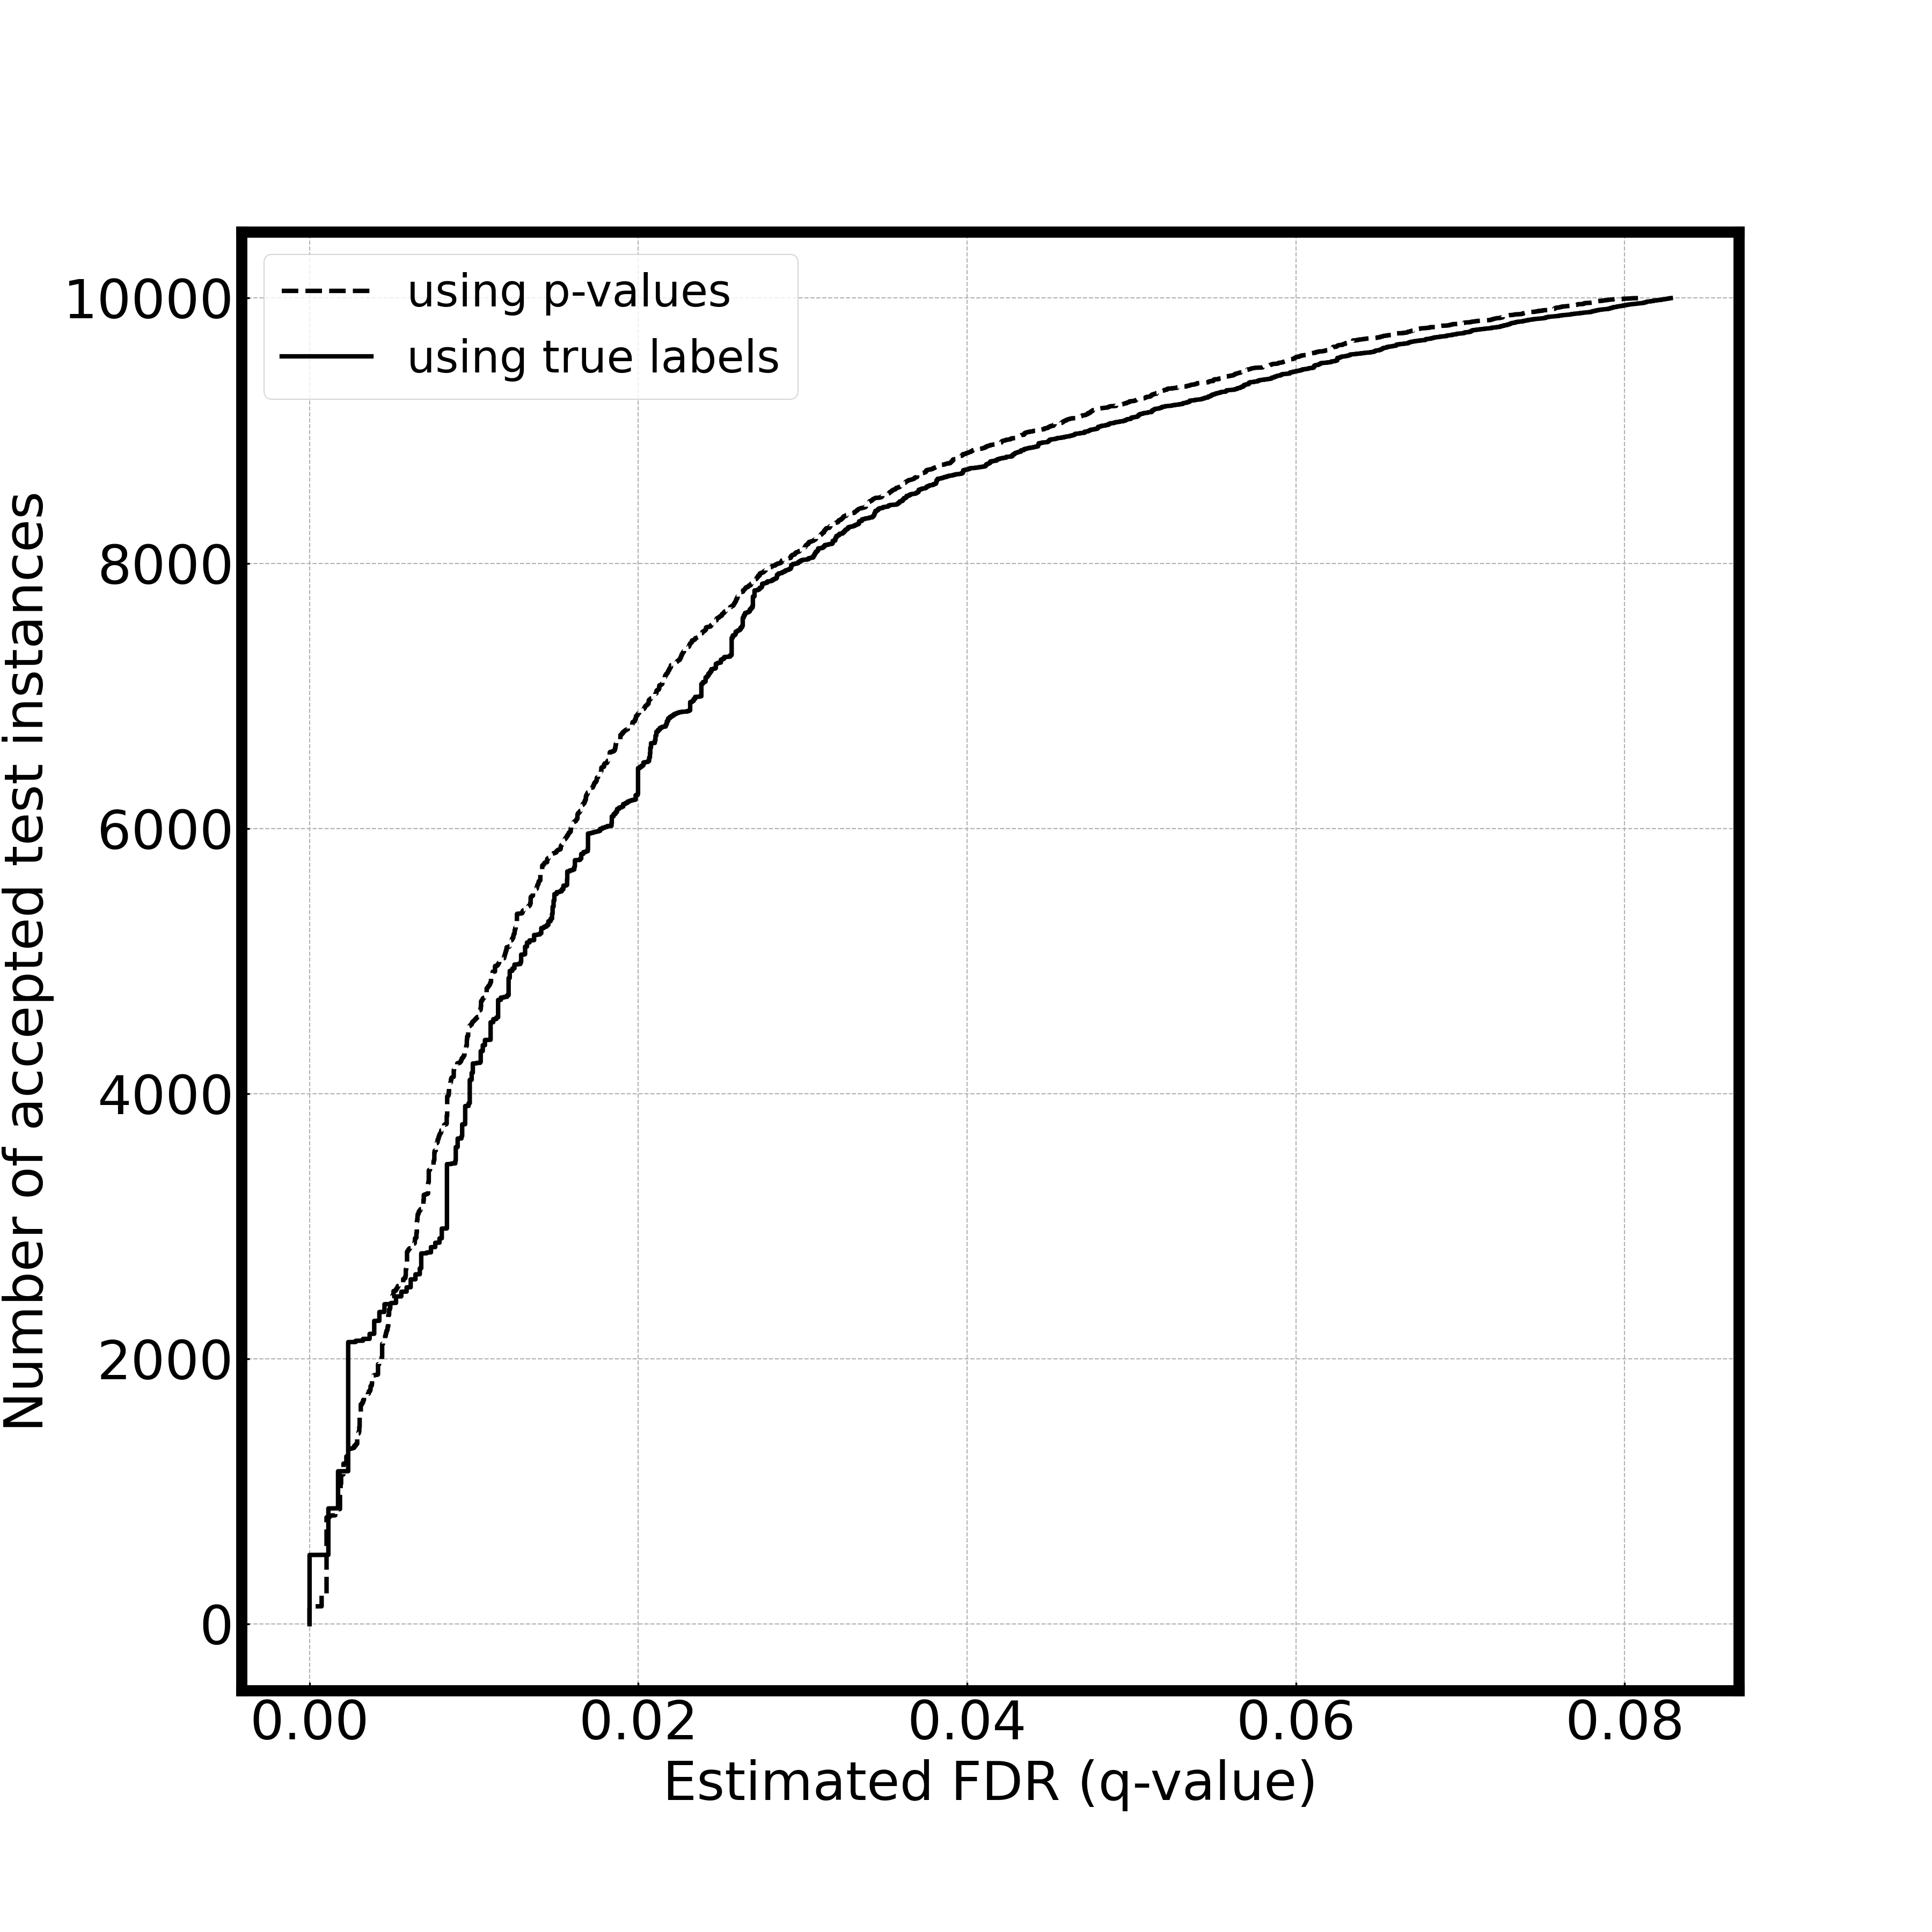 using p-values
using true labels
10000
8000
6000
4000
2000
0
Number of accepted test instances
0.00 0.02 0.04 0.06 0.08
Estimated FDR (q-value)